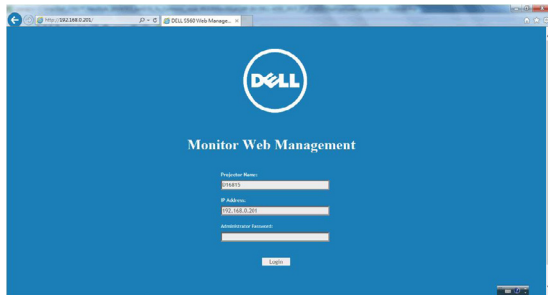 http://192.168.0.201/
DELL S560 Web Manage...
DELL
Monitor Web Management
Projector Name:
016815
IP Address:
192.168.0.201
Administrator Password:
Login